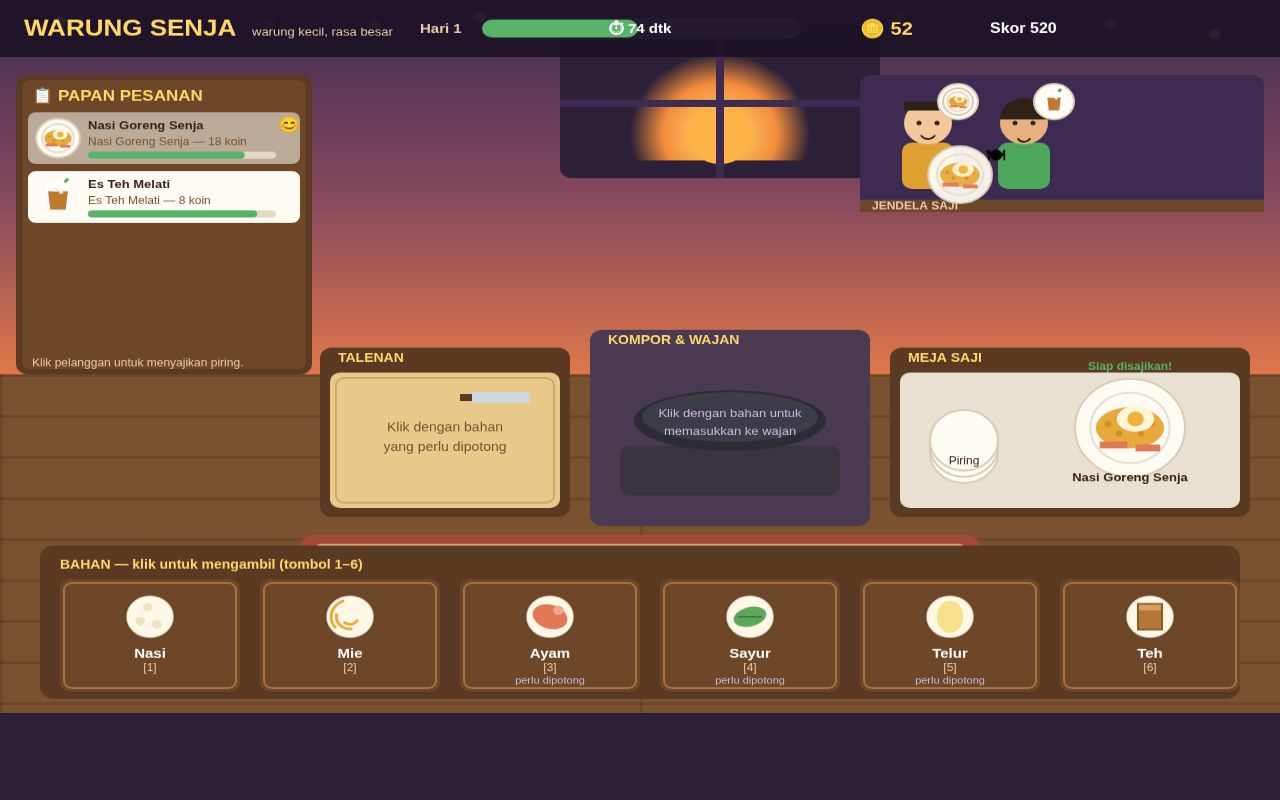 WARUNG SENJA warung kecil, rasa besar Hari 1 74 dtk 52 Skor 520
PAPAN PESANAN
Nasi Goreng Senja
Nasi Goreng Senja — 18 koin
Es Teh Melati
Es Teh Melati — 8 koin
Klik pelanggan untuk menyajikan piring.
JENDELA SAJI
TALENAN
Klik dengan bahan
yang perlu dipotong
KOMPOR & WAJAN
Klik dengan bahan untuk
memasukkan ke wajan
MEJA SAJI
Siap disajikan!
Piring
Nasi Goreng Senja
BAHAN — klik untuk mengambil (tombol 1–6)
Nasi
[1]
Mie
[2]
Ayam
[3]
perlu dipotong
Sayur
[4]
perlu dipotong
Telur
[5]
perlu dipotong
Teh
[6]